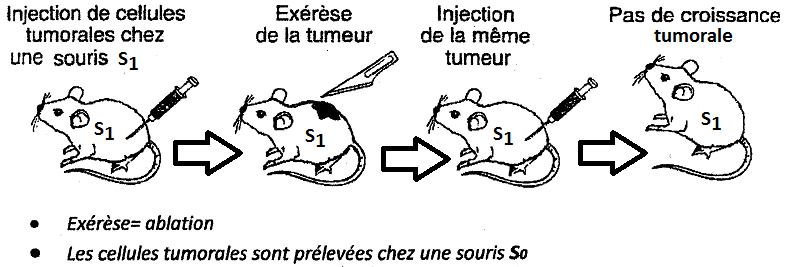 Injection de cellules
tumorales chez
une souris S1
Exérèse
de la tumeur
Injection
de la même
tumeur
Pas de croissance
tumorale
S1
S1
S1
S1
• Exérèse= ablation
• Les cellules tumorales sont prélevées chez une souris S0